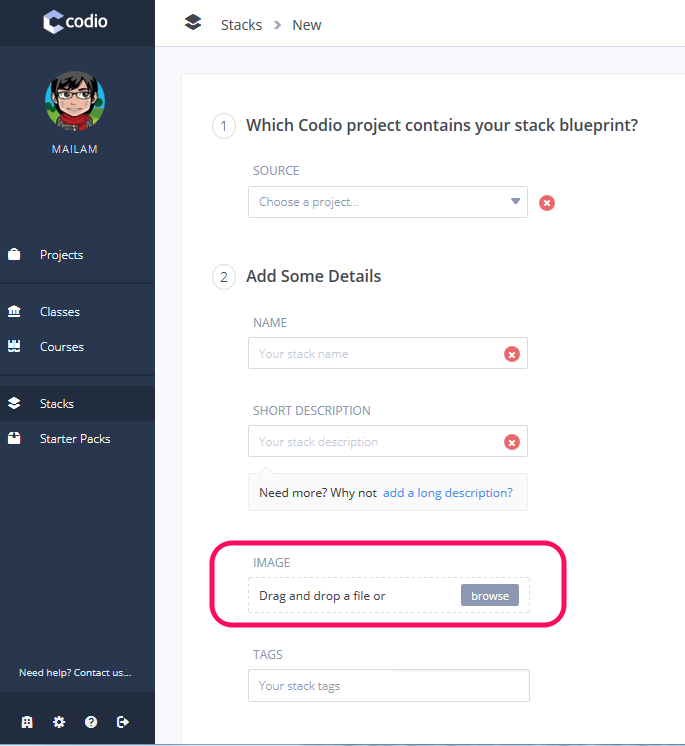 codio
Stacks > New
MAILAM
Projects
Classes
Courses
Stacks
Starter Packs
Need help? Contact us...
1 Which Codio project contains your stack blueprint?
SOURCE
Choose a project...
2 Add Some Details
NAME
Your stack name
SHORT DESCRIPTION
Your stack description
Need more? Why not add a long description?
IMAGE
Drag and drop a file or browse
TAGS
Your stack tags